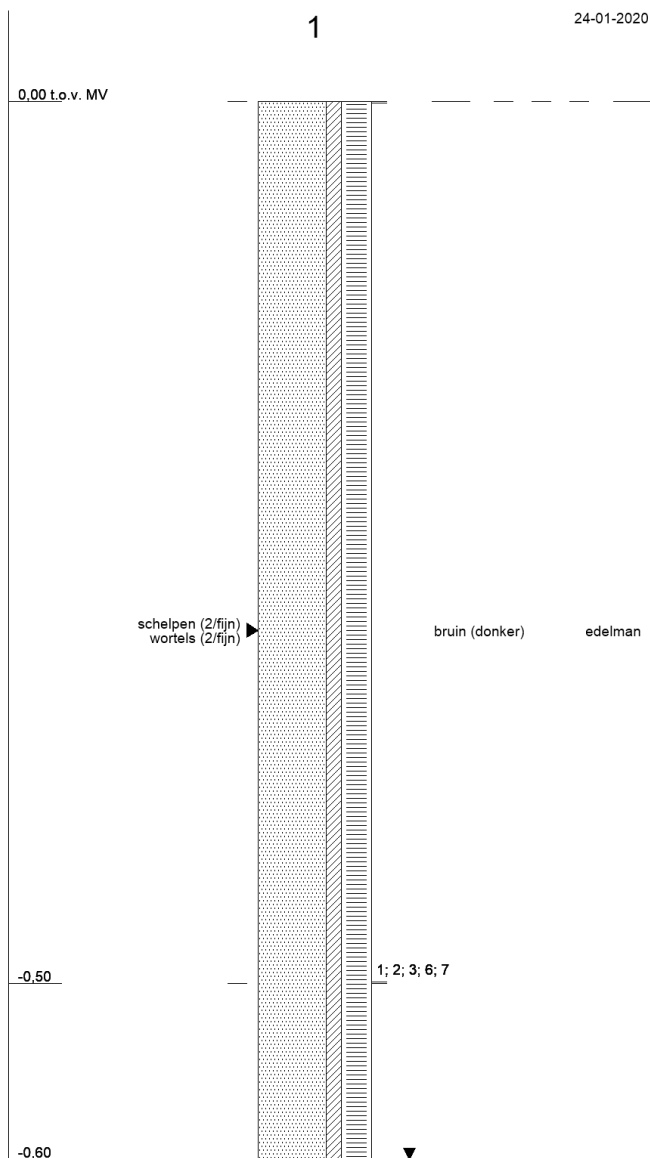 1
24-01-2020
0,00 t.o.v. MV
schelpen (2/fijn)
wortels (2/fijn)
bruin (donker)
edelman
1; 2; 3; 6; 7
-0,50
-0,60